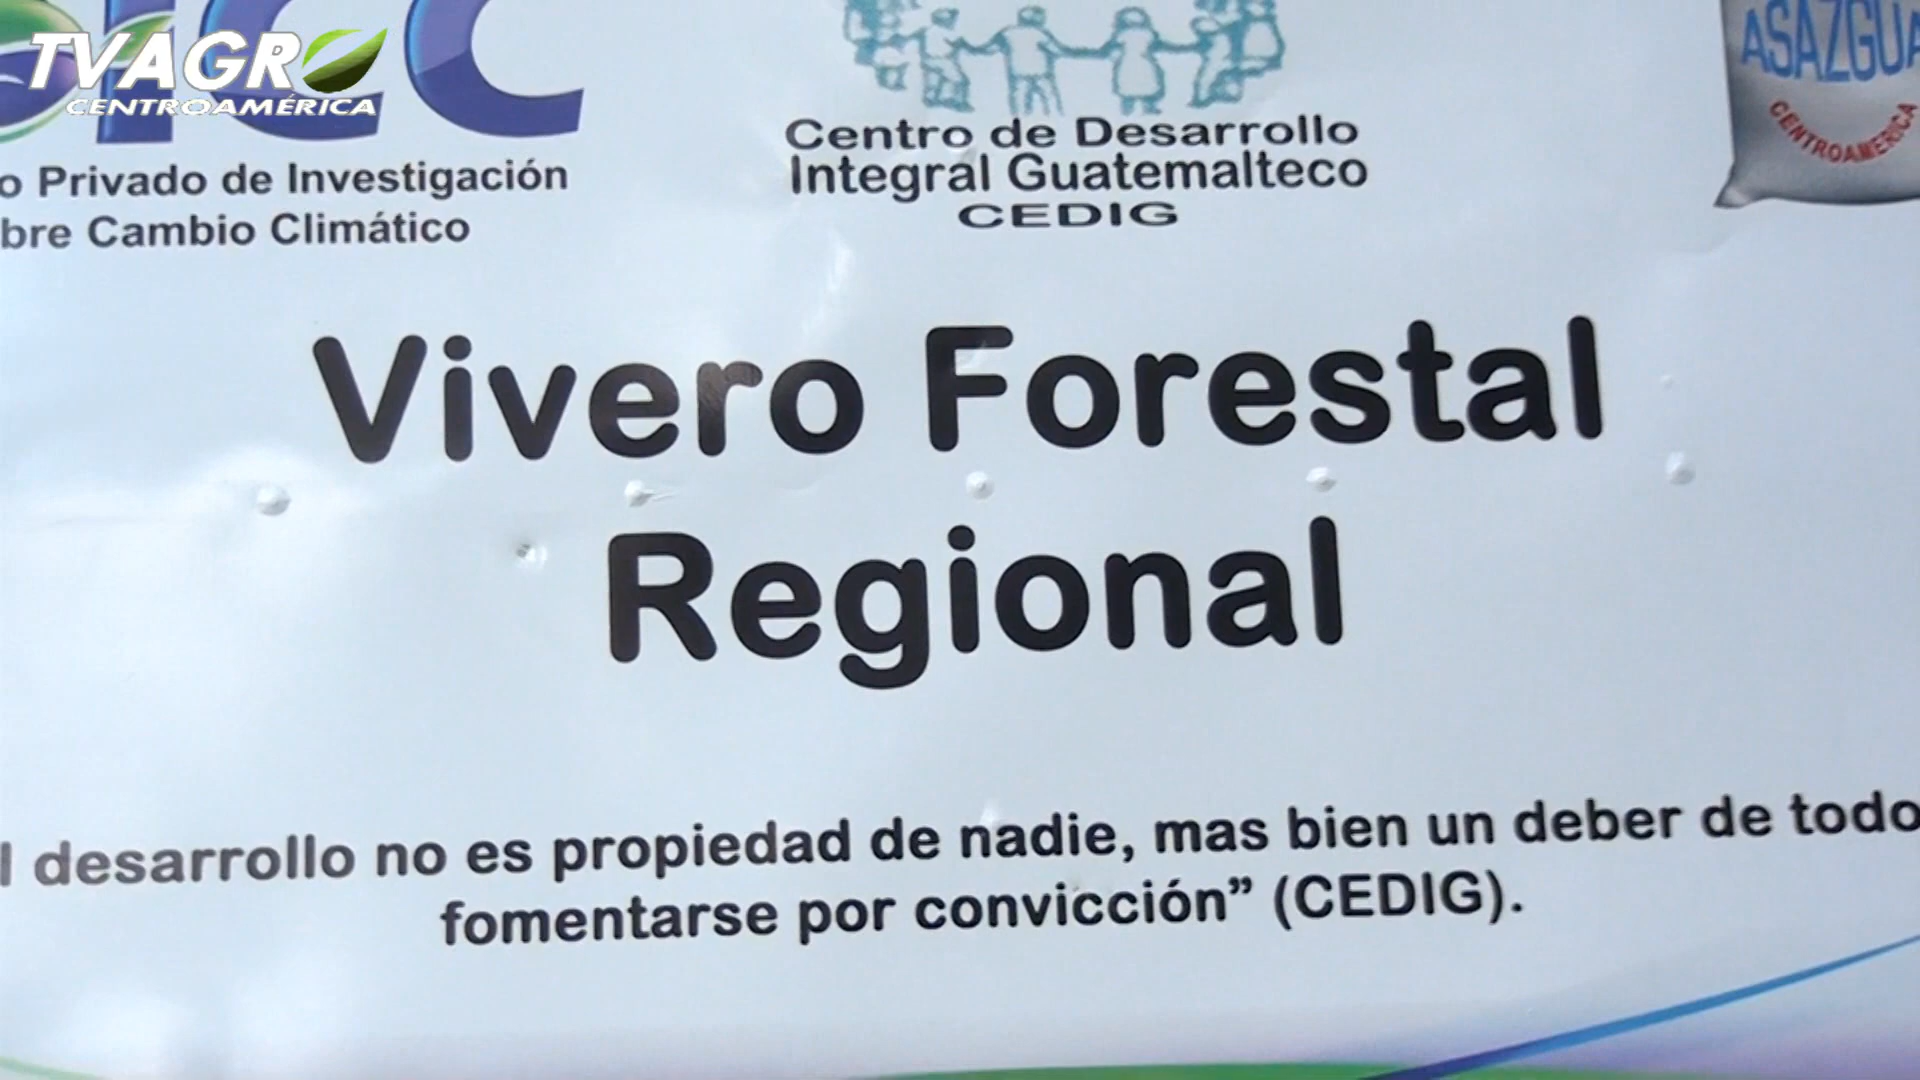 TVAGRO
CENTROAMÉRICA
ICC
o Privado de Investigación
bre Cambio Climático
Centro de Desarrollo
Integral Guatemalteco
CEDIG
ASAZGUA
CENTROAMÉRICA
Vivero Forestal
Regional
l desarrollo no es propiedad de nadie, mas bien un deber de todo
fomentarse por convicción” (CEDIG).